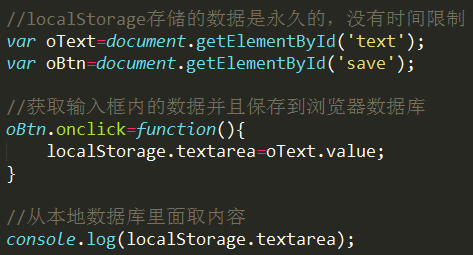 //localStorage存储的数据是永久的，没有时间限制
var oText=document.getElementById('text');
var oBtn=document.getElementById('save');
//获取输入框内的数据并且保存到浏览器数据库
oBtn.onclick=function(){
localStorage.textarea=oText.value;
}
//从本地数据库里面取内容
console.log(localStorage.textarea);